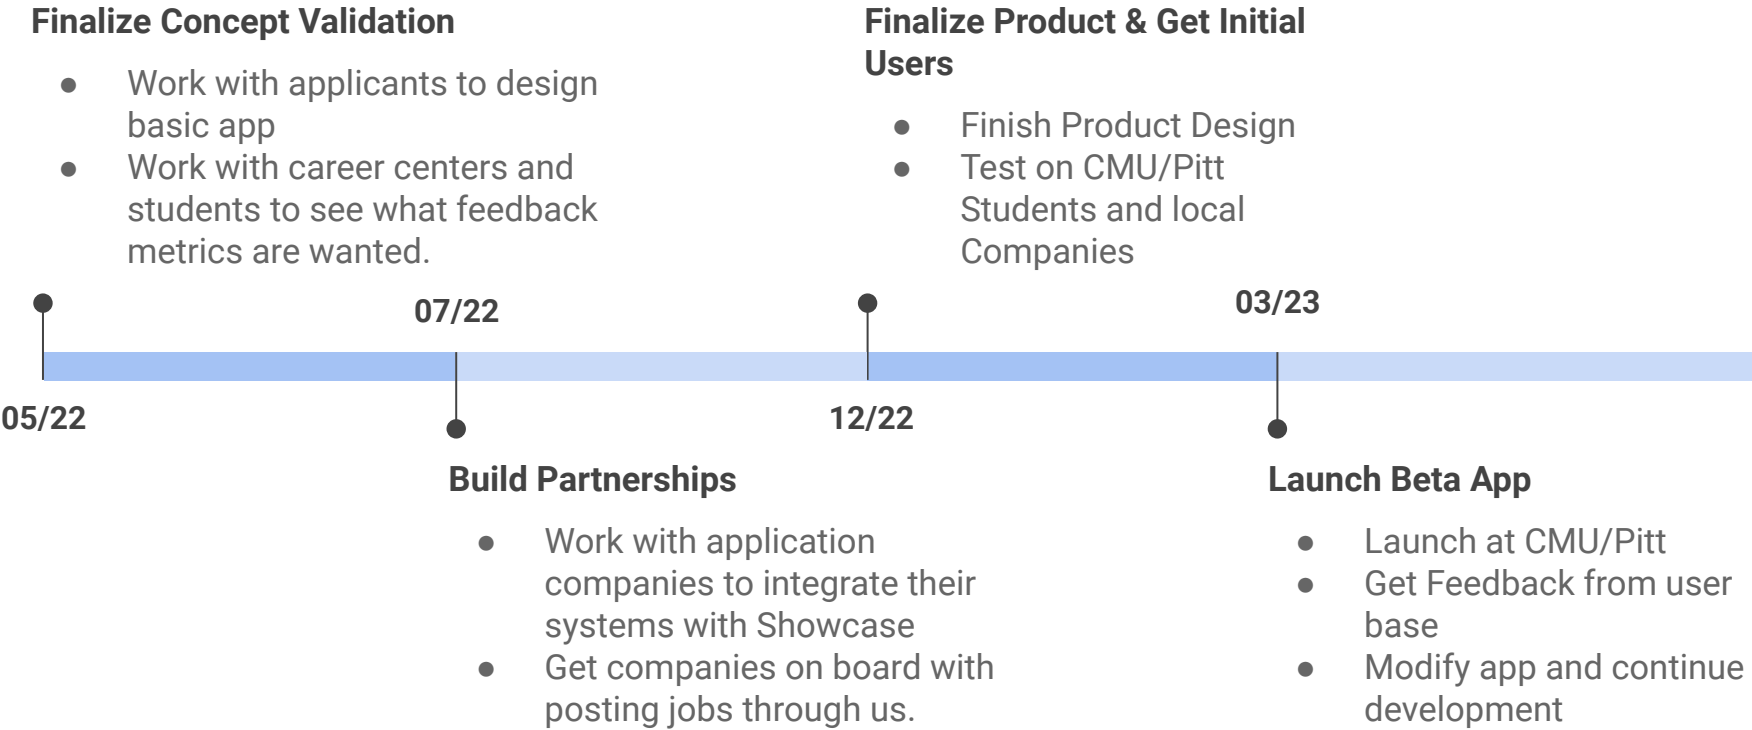 Finalize Concept Validation
● Work with applicants to design
basic app
● Work with career centers and
students to see what feedback
metrics are wanted.
Finalize Product & Get Initial
Users
● Finish Product Design
● Test on CMU/Pitt
Students and local
Companies
07/22
03/23
05/22
12/22
Build Partnerships
● Work with application
companies to integrate their
systems with Showcase
● Get companies on board with
posting jobs through us.
Launch Beta App
● Launch at CMU/Pitt
● Get Feedback from user
base
● Modify app and continue
development